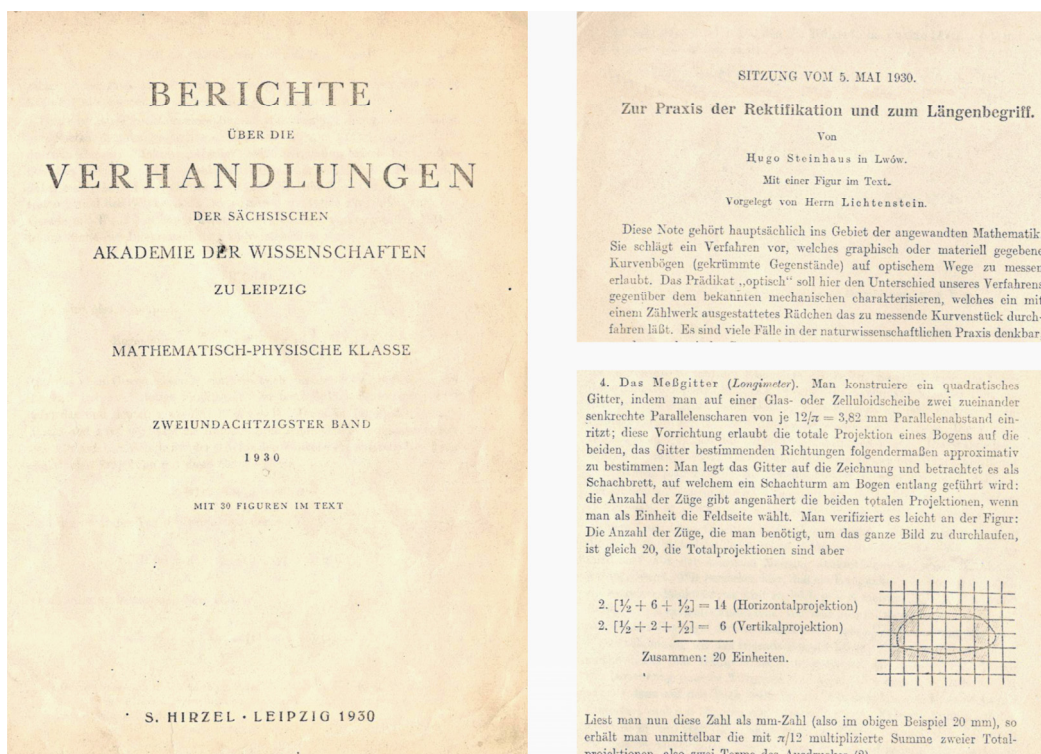 BERICHTE
ÜBER DIE
VERHANDLUNGEN
DER SÄCHSISCHEN
AKADEMIE DER WISSENSCHAFTEN
ZU LEIPZIG
MATHEMATISCH-PHYSISCHE KLASSE
ZWEIUNDACHTZIGSTER BAND
1930
MIT 30 FIGUREN IM TEXT
S. HIRZEL · LEIPZIG 1930
SITZUNG VOM 5. MAI 1930.
Zur Praxis der Rektifikation und zum Längenbegriff.
Von
Hugo Steinhaus in Lwów.
Mit einer Figur im Text.
Vorgelegt von Herrn Lichtenstein.
Diese Note gehört hauptsächlich ins Gebiet der angewandten Mathematik
Sie schlägt ein Verfahren vor, welches graphisch oder materiell gegebene
Kurvenbögen (gekrümmte Gegenstände) auf optischem Wege zu messen
erlaubt. Das Prädikat „optisch“ soll hier den Unterschied unseres Verfahrens
gegenüber dem bekannten mechanischen charakterisieren, welches ein mit
einem Zählwerk ausgestattetes Rädchen das zu messende Kurvenstück durch-
fahren läßt. Es sind viele Fälle in der naturwissenschaftlichen Praxis denkbar
4. Das Meßgitter (Longimeter). Man konstruiere ein quadratisches
Gitter, indem man auf einer Glas- oder Zelluloidscheibe zwei zueinander
senkrechte Parallelenscharen von je 12/π = 3,82 mm Parallelenabstand ein-
ritzt; diese Vorrichtung erlaubt die totale Projektion eines Bogens auf die
beiden, das Gitter bestimmenden Richtungen folgendermaßen approximativ
zu bestimmen: Man legt das Gitter auf die Zeichnung und betrachtet es als
Schachbrett, auf welchem ein Schachturm am Bogen entlang geführt wird:
die Anzahl der Züge gibt angenähert die beiden totalen Projektionen, wenn
man als Einheit die Feldseite wählt. Man verifiziert es leicht an der Figur:
Die Anzahl der Züge, die man benötigt, um das ganze Bild zu durchlaufen,
ist gleich 20, die Totalprojektionen sind aber
2. [½ + 6 + ½] = 14 (Horizontalprojektion)
2. [½ + 2 + ½] = 6 (Vertikalprojektion)
Zusammen: 20 Einheiten.
Liest man nun diese Zahl als mm-Zahl (also im obigen Beispiel 20 mm), so
erhält man unmittelbar die mit π/12 multiplizierte Summe zweier Total-